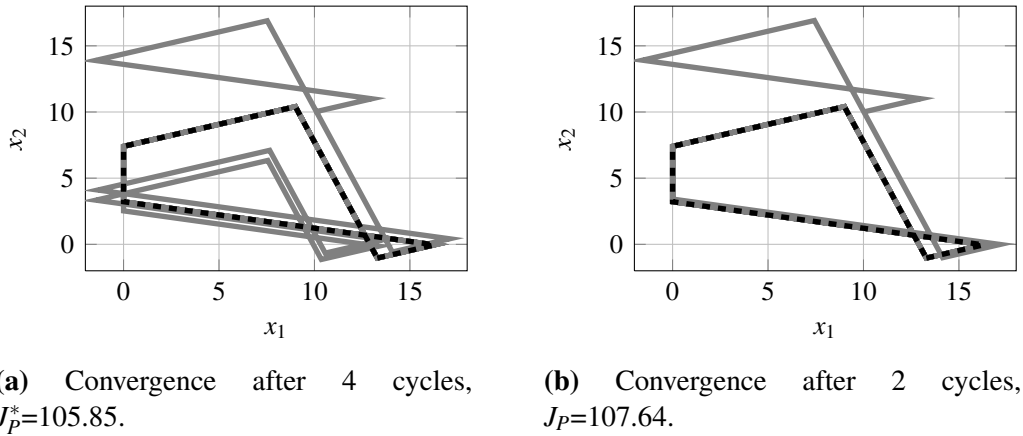 15
10
5
0
x₂
0 5 10 15
x₁
15
10
5
0
x₂
0 5 10 15
x₁
(a) Convergence after 4 cycles,
J*ₚ=105.85.
(b) Convergence after 2 cycles,
Jₚ=107.64.